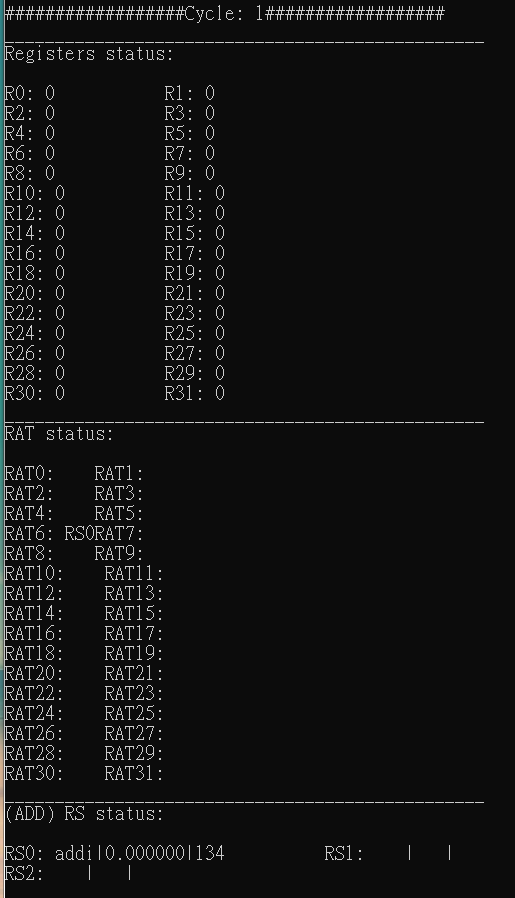 ##################Cycle: 1##################
________________________________________________
Registers status:
R0: 0 R1: 0
R2: 0 R3: 0
R4: 0 R5: 0
R6: 0 R7: 0
R8: 0 R9: 0
R10: 0 R11: 0
R12: 0 R13: 0
R14: 0 R15: 0
R16: 0 R17: 0
R18: 0 R19: 0
R20: 0 R21: 0
R22: 0 R23: 0
R24: 0 R25: 0
R26: 0 R27: 0
R28: 0 R29: 0
R30: 0 R31: 0
________________________________________________
RAT status:
RAT0: RAT1:
RAT2: RAT3:
RAT4: RAT5:
RAT6: RS0RAT7:
RAT8: RAT9:
RAT10: RAT11:
RAT12: RAT13:
RAT14: RAT15:
RAT16: RAT17:
RAT18: RAT19:
RAT20: RAT21:
RAT22: RAT23:
RAT24: RAT25:
RAT26: RAT27:
RAT28: RAT29:
RAT30: RAT31:
________________________________________________
(ADD) RS status:
RS0: addi|0.000000|134 RS1: | |
RS2: | |